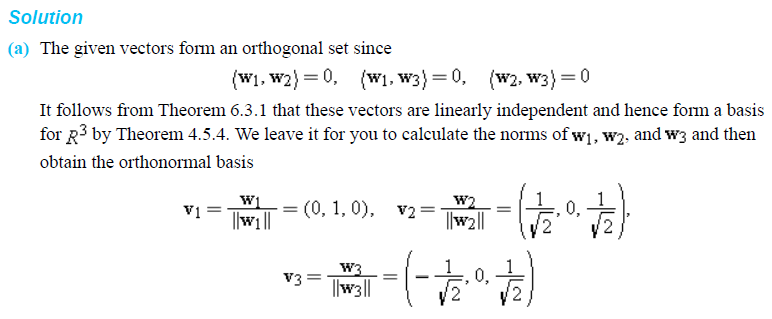 Solution
(a) The given vectors form an orthogonal set since
⟨w₁, w₂⟩ = 0, ⟨w₁, w₃⟩ = 0, ⟨w₂, w₃⟩ = 0
It follows from Theorem 6.3.1 that these vectors are linearly independent and hence form a basis
for R³ by Theorem 4.5.4. We leave it for you to calculate the norms of w₁, w₂, and w₃ and then
obtain the orthonormal basis
v₁ = w₁/‖w₁‖ = (0, 1, 0), v₂ = w₂/‖w₂‖ = (1/√2, 0, 1/√2),
v₃ = w₃/‖w₃‖ = (−1/√2, 0, 1/√2)